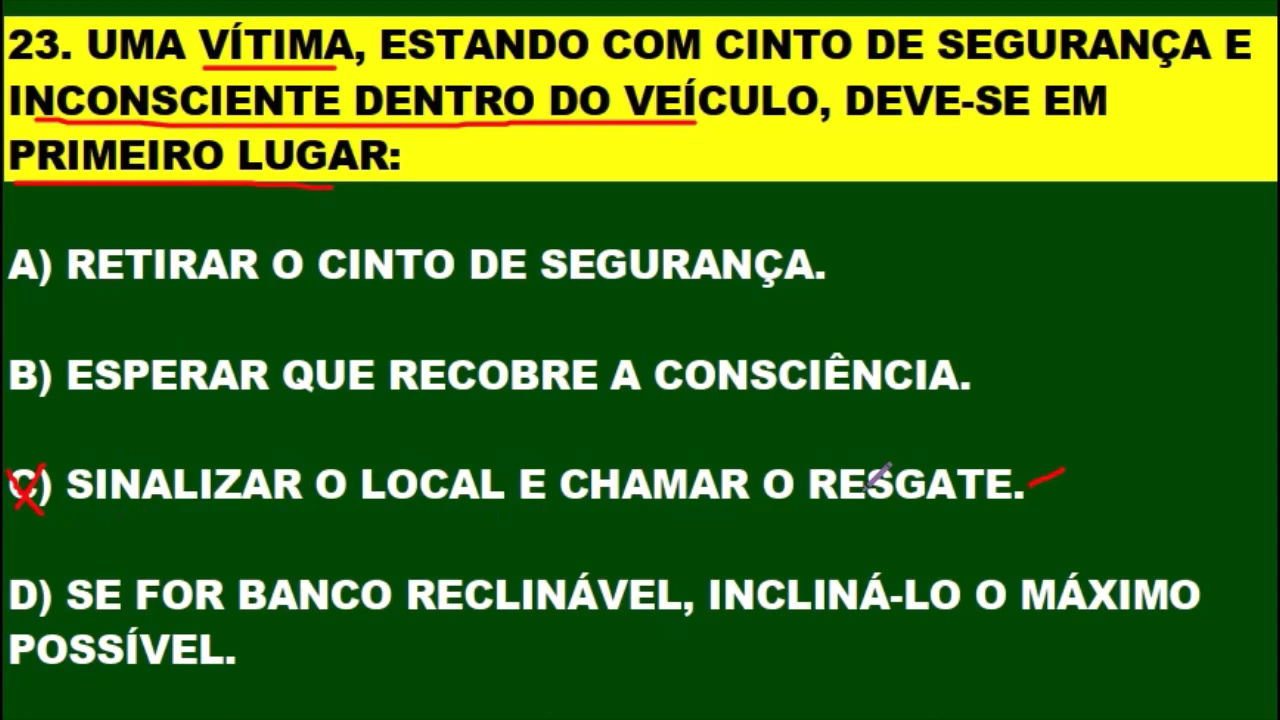 23. UMA VÍTIMA, ESTANDO COM CINTO DE SEGURANÇA E
INCONSCIENTE DENTRO DO VEÍCULO, DEVE-SE EM
PRIMEIRO LUGAR:
A) RETIRAR O CINTO DE SEGURANÇA.
B) ESPERAR QUE RECOBRE A CONSCIÊNCIA.
C) SINALIZAR O LOCAL E CHAMAR O RESGATE.
D) SE FOR BANCO RECLINÁVEL, INCLINÁ-LO O MÁXIMO
POSSÍVEL.